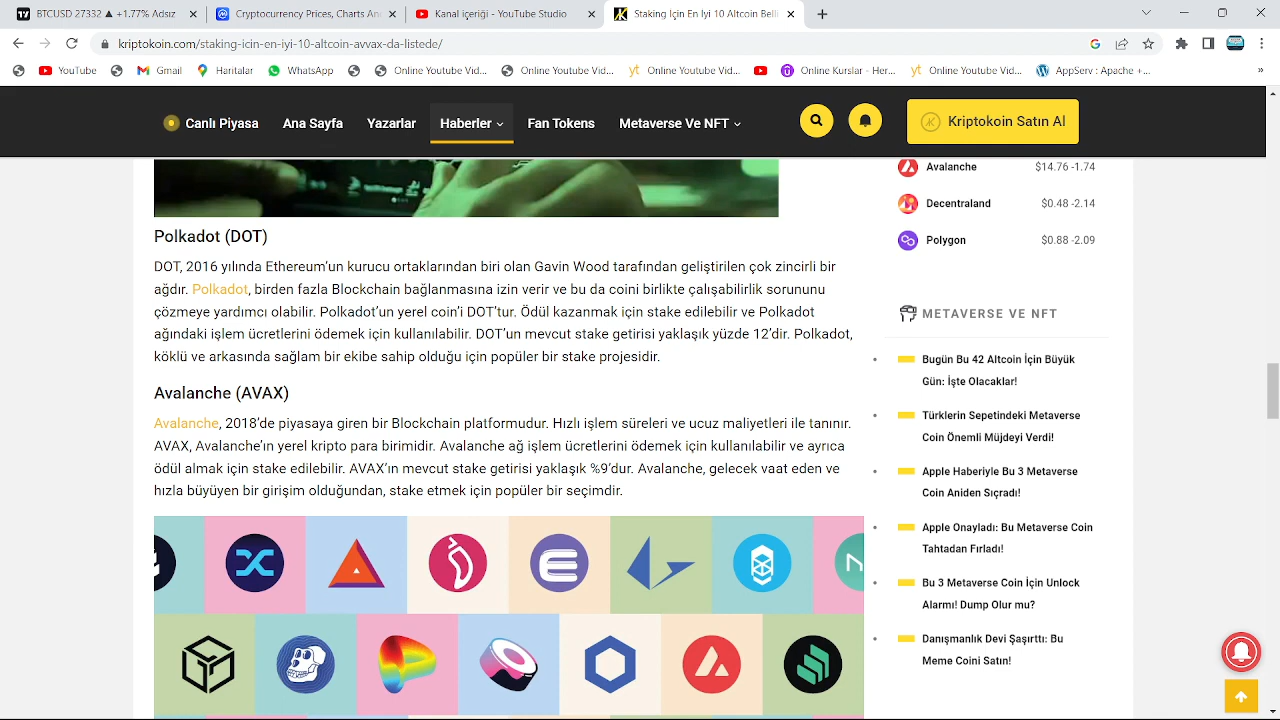 BTCUSD 27342 ▲ +1.77% Ads
Cryptocurrency Prices, Charts An
Kanal içeriği - YouTube Studio
Staking İçin En İyi 10 Altcoin Bell
kriptokoin.com/staking-icin-en-iyi-10-altcoin-avvax-da-listede/
YouTube
Gmail
Haritalar
WhatsApp
Online Youtube Vid...
Online Youtube Vid...
Online Youtube Vid...
Online Kurslar - Her...
Online Youtube Vid...
AppServ : Apache +...
»
Canlı Piyasa
Ana Sayfa
Yazarlar
Haberler
Fan Tokens
Metaverse Ve NFT
Kriptokoin Satın Al
Polkadot (DOT)
DOT, 2016 yılında Ethereum’un kurucu ortaklarından biri olan Gavin Wood tarafından geliştirilen çok zincirli bir
ağdır. Polkadot, birden fazla Blockchain bağlanmasına izin verir ve bu da coini birlikte çalışabilirlik sorununu
çözmeye yardımcı olabilir. Polkadot’un yerel coin’i DOT’tur. Ödül kazanmak için stake edilebilir ve Polkadot
ağındaki işlem ücretlerini ödemek için kullanılabilir. DOT’un mevcut stake getirisi yaklaşık yüzde 12’dir. Polkadot,
köklü ve arkasında sağlam bir ekibe sahip olduğu için popüler bir stake projesidir.
Avalanche (AVAX)
Avalanche, 2018’de piyasaya giren bir Blockchain platformudur. Hızlı işlem süreleri ve ucuz maliyetleri ile tanınır.
AVAX, Avalanche’ın yerel kripto para birimidir. Avalanche ağ işlem ücretlerini ödemek için kullanılabilir ve ayrıca
ödül almak için stake edilebilir. AVAX’ın mevcut stake getirisi yaklaşık %9’dur. Avalanche, gelecek vaat eden ve
hızla büyüyen bir girişim olduğundan, stake etmek için popüler bir seçimdir.
Avalanche $14.76 -1.74
Decentraland $0.48 -2.14
Polygon $0.88 -2.09
METAVERSE VE NFT
Bugün Bu 42 Altcoin İçin Büyük
Gün: İşte Olacaklar!
Türklerin Sepetindeki Metaverse
Coin Önemli Müjdeyi Verdi!
Apple Haberiyle Bu 3 Metaverse
Coin Aniden Sıçradı!
Apple Onayladı: Bu Metaverse Coin
Tahtadan Fırladı!
Bu 3 Metaverse Coin İçin Unlock
Alarmı! Dump Olur mu?
Danışmanlık Devi Şaşırttı: Bu
Meme Coini Satın!